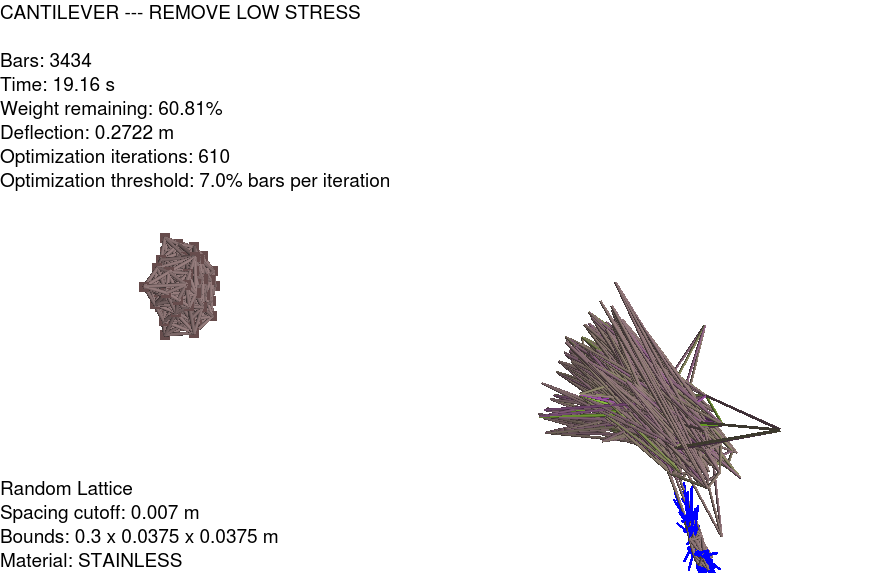 CANTILEVER --- REMOVE LOW STRESS
Bars: 3434
Time: 19.16 s
Weight remaining: 60.81%
Deflection: 0.2722 m
Optimization iterations: 610
Optimization threshold: 7.0% bars per iteration
Random Lattice
Spacing cutoff: 0.007 m
Bounds: 0.3 x 0.0375 x 0.0375 m
Material: STAINLESS